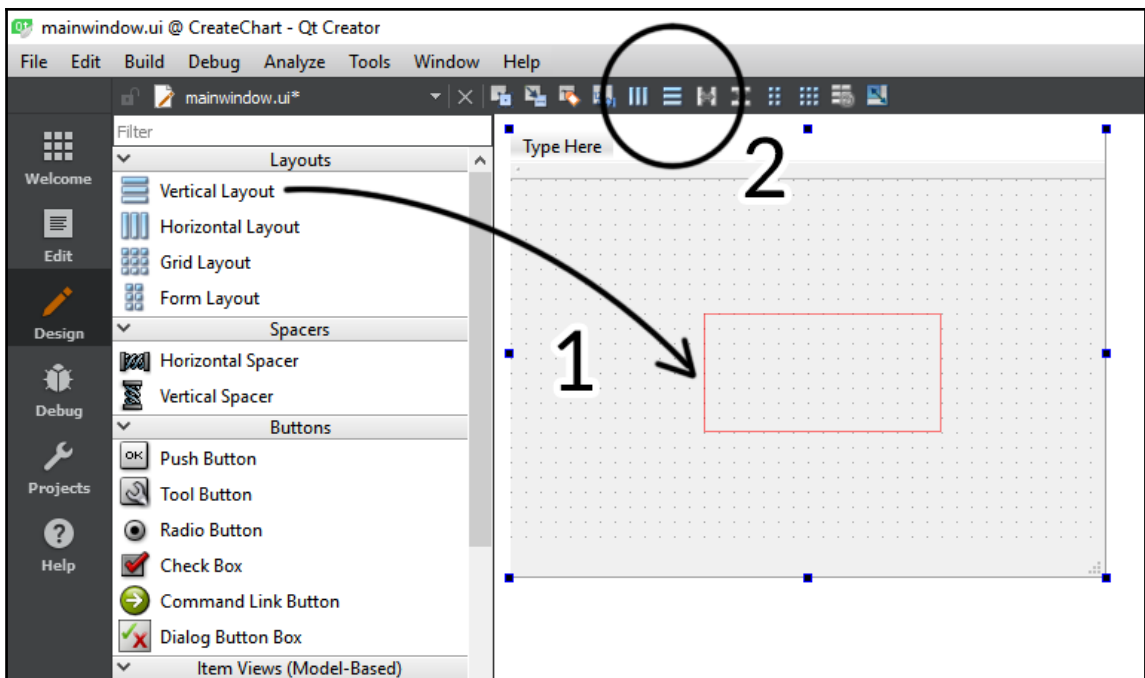 mainwindow.ui @ CreateChart - Qt Creator
File Edit Build Debug Analyze Tools Window Help
mainwindow.ui*
Welcome
Edit
Design
Debug
Projects
Help
Filter
Layouts
Vertical Layout
Horizontal Layout
Grid Layout
Form Layout
Spacers
Horizontal Spacer
Vertical Spacer
Buttons
OK Push Button
Tool Button
Radio Button
Check Box
Command Link Button
Dialog Button Box
Item Views (Model-Based)
Type Here
1
2